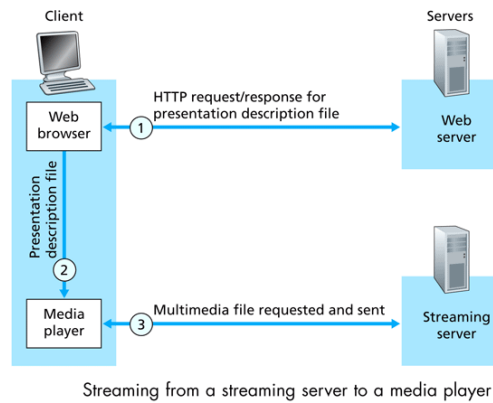 Client
Servers
Web
browser
HTTP request/response for
presentation description file
1
Web
server
Presentation
description file
2
Media
player
3
Multimedia file requested and sent
Streaming
server
Streaming from a streaming server to a media player